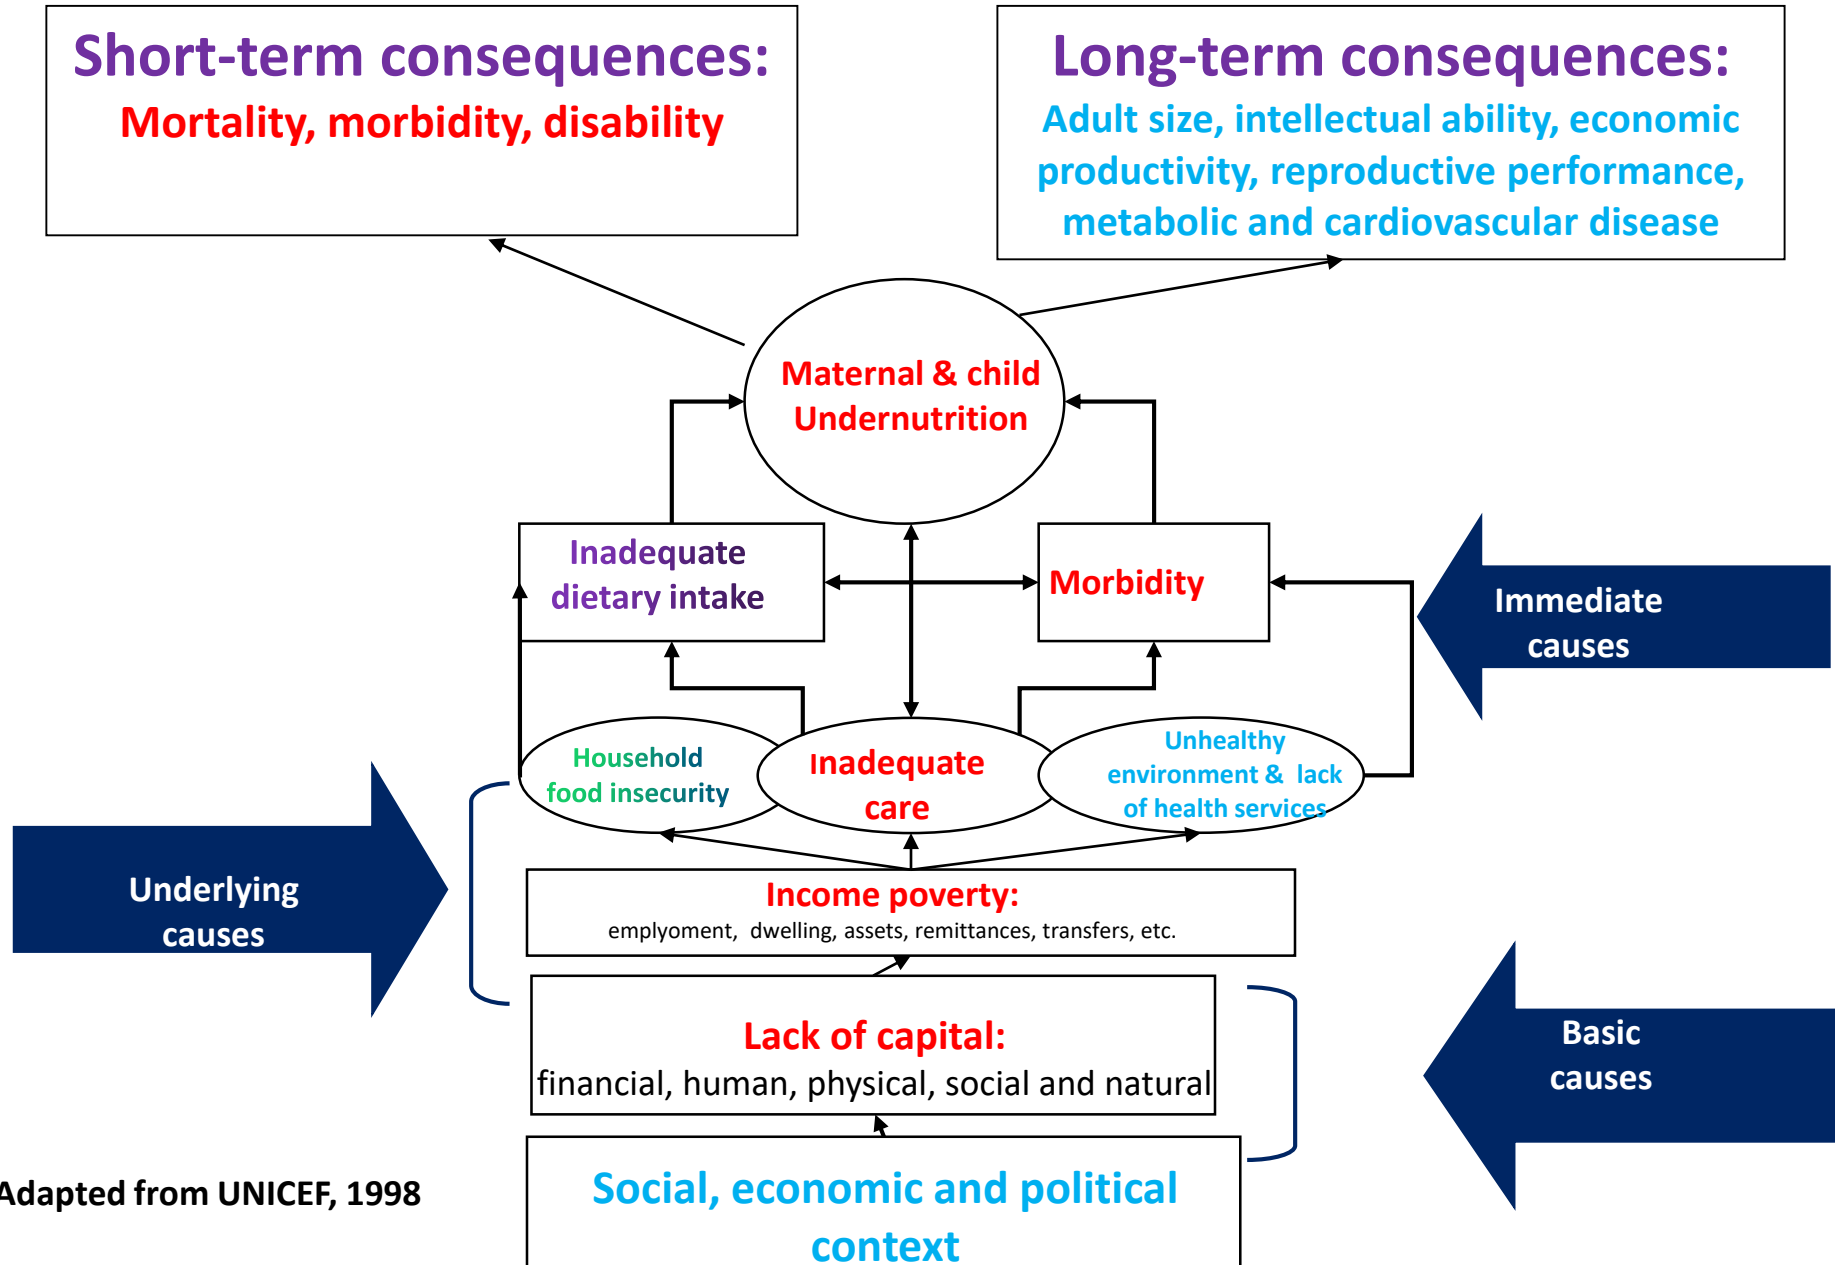 Short-term consequences:
Mortality, morbidity, disability
Long-term consequences:
Adult size, intellectual ability, economic
productivity, reproductive performance,
metabolic and cardiovascular disease
Maternal & child
Undernutrition
Inadequate
dietary intake
Morbidity
Immediate
causes
Household
food insecurity
Inadequate
care
Unhealthy
environment & lack
of health services
Underlying
causes
Income poverty:
emplyoment, dwelling, assets, remittances, transfers, etc.
Lack of capital:
financial, human, physical, social and natural
Basic
causes
Social, economic and political
context
Adapted from UNICEF, 1998